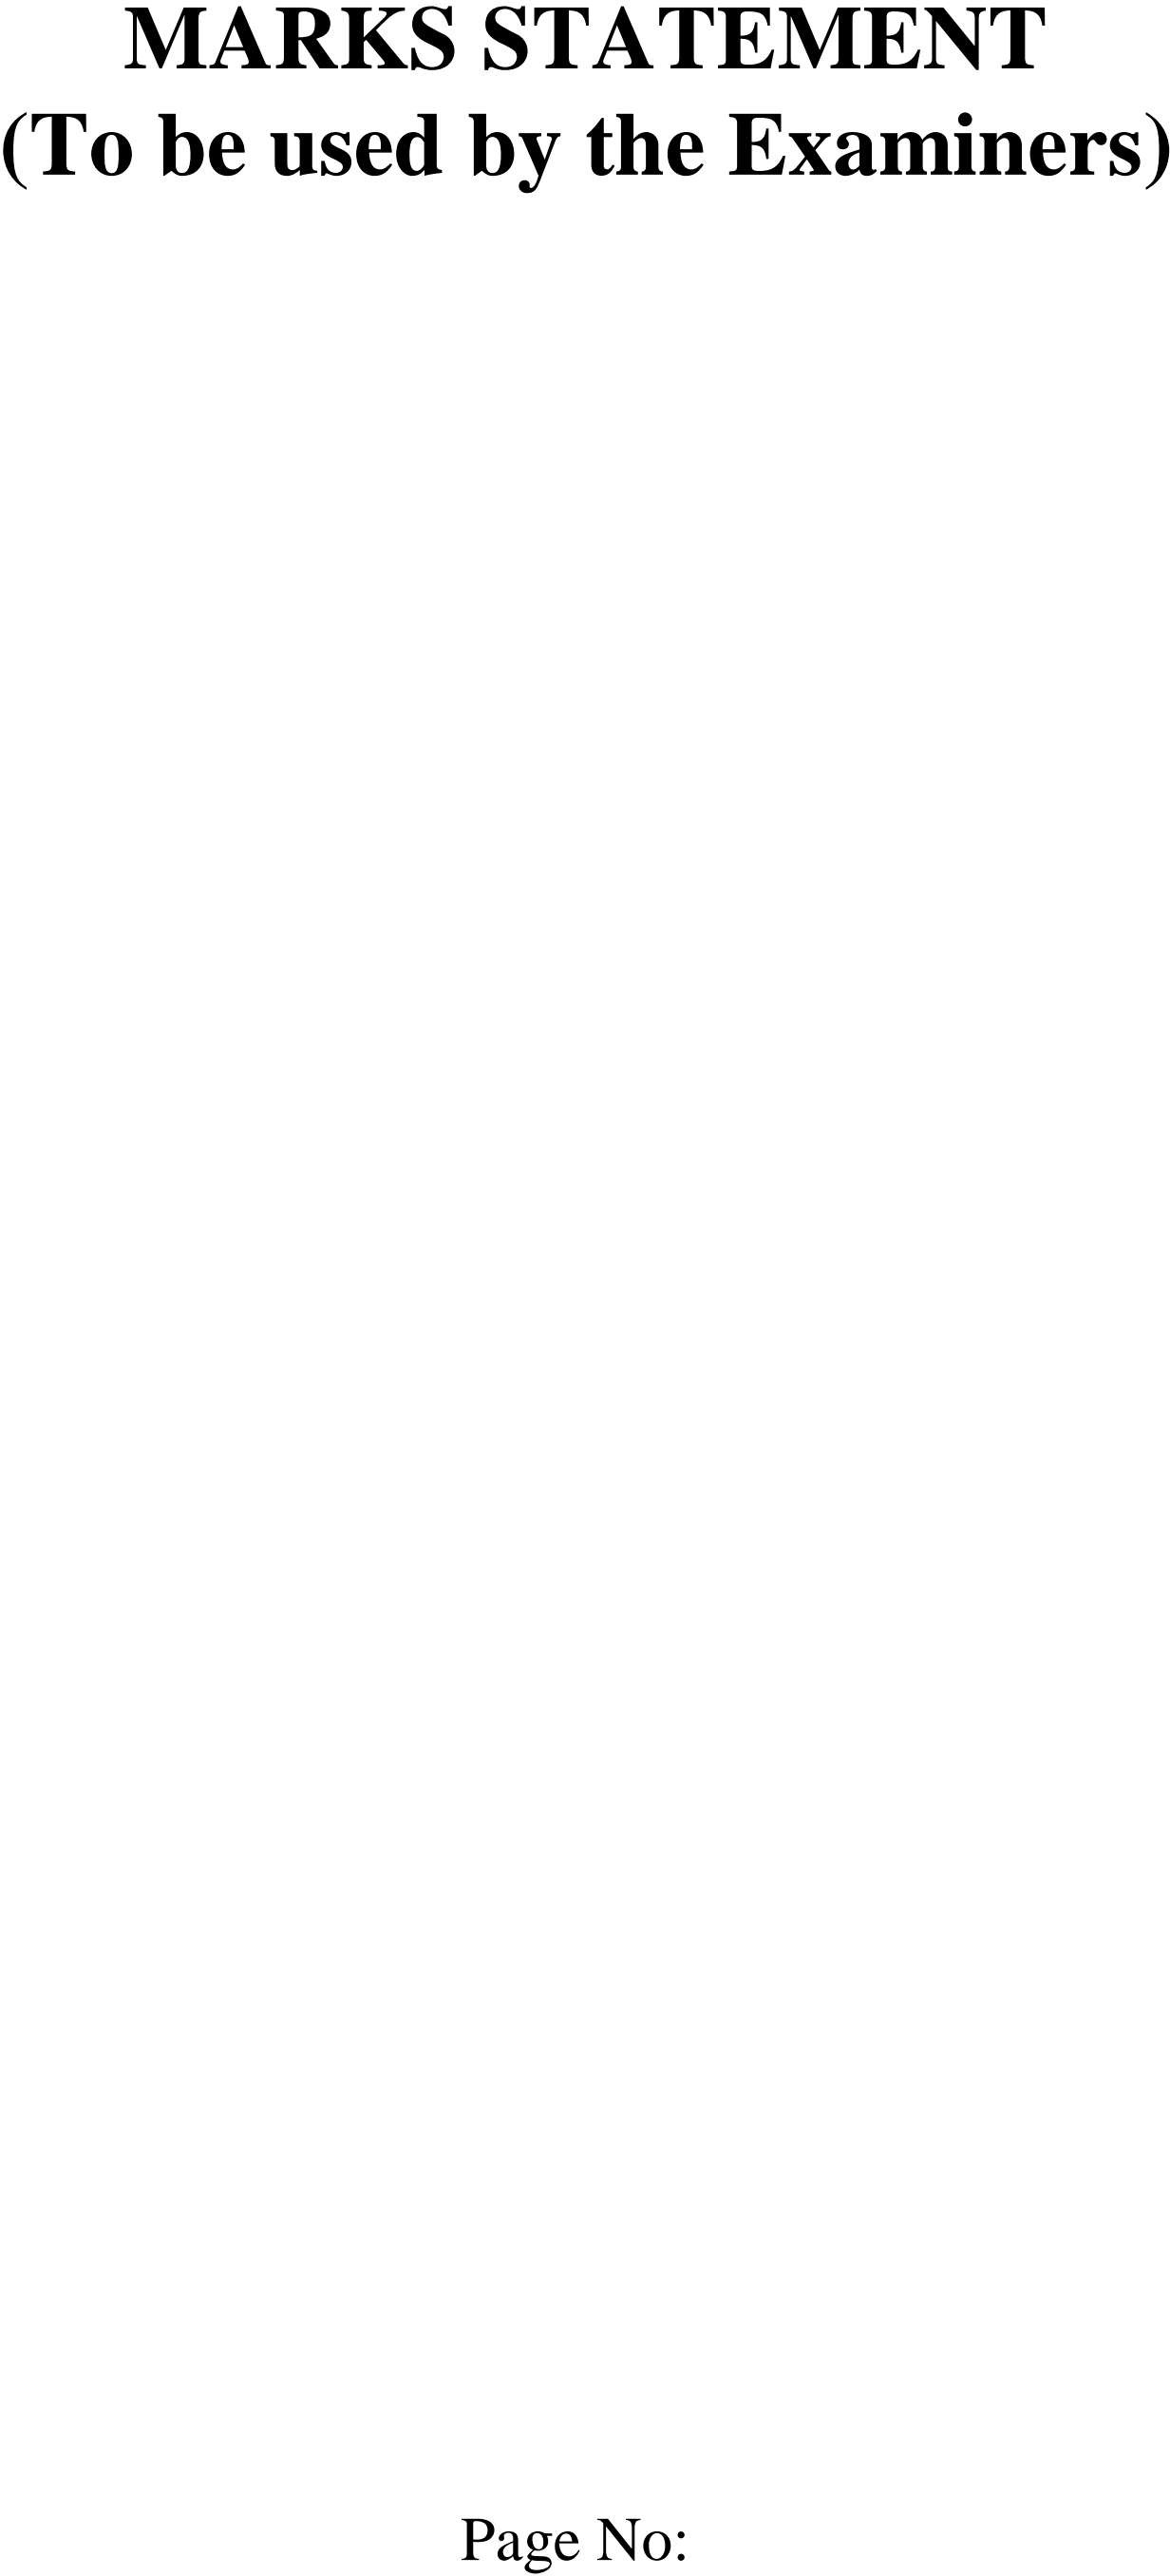 MARKS STATEMENT
(To be used by the Examiners)
Page No: